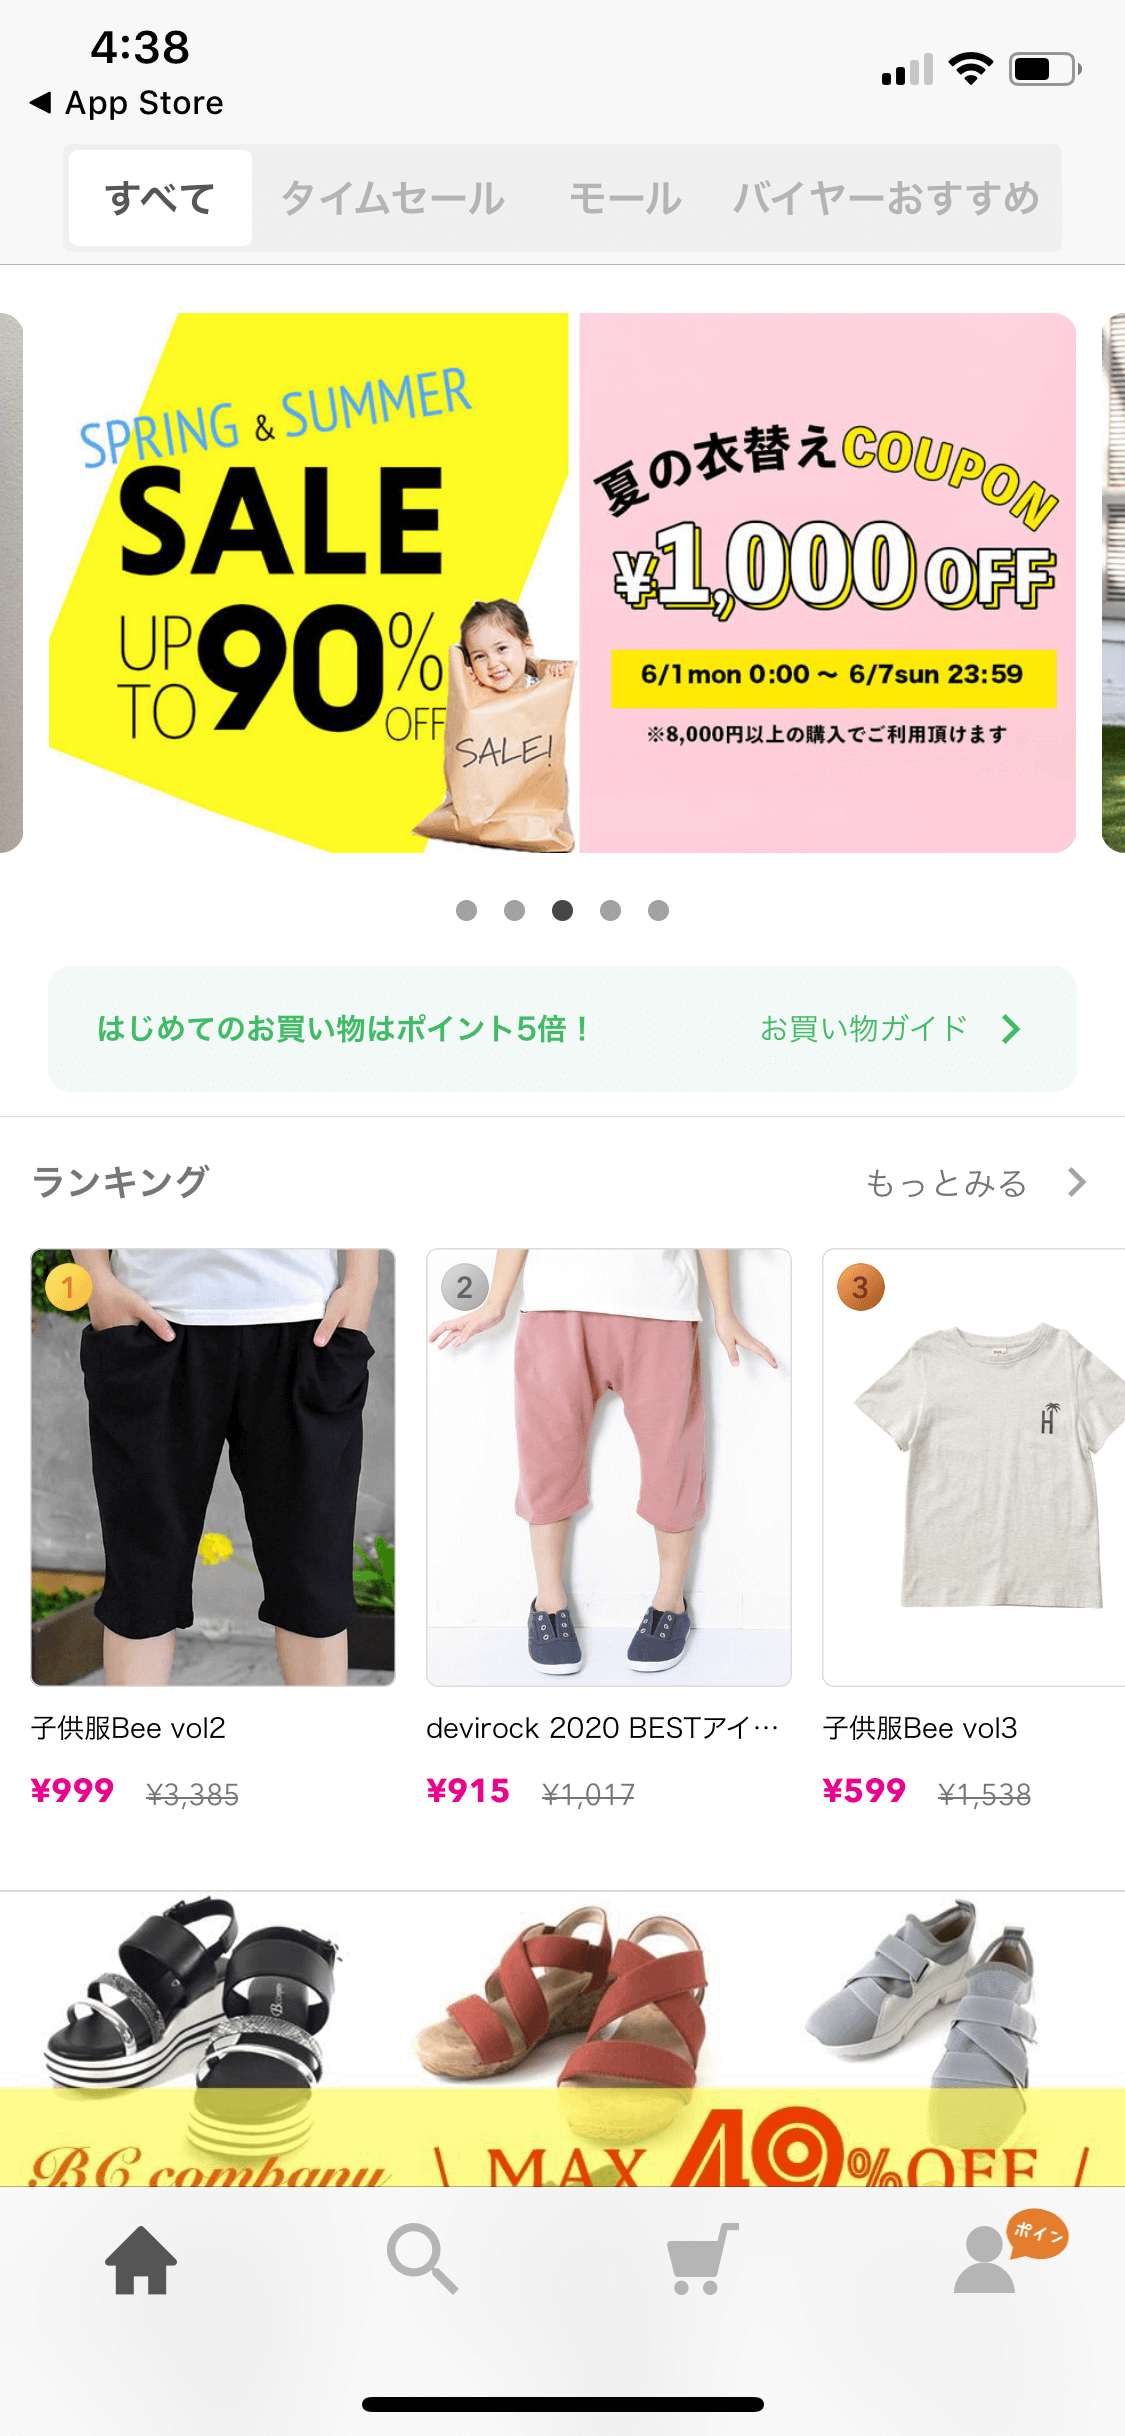 4:38
◀ App Store
すべて
タイムセール
モール
バイヤーおすすめ
SPRING & SUMMER
SALE
UP TO 90% OFF
SALE!
夏の衣替えCOUPON
¥1,000 OFF
6/1mon 0:00 〜 6/7sun 23:59
※8,000円以上の購入でご利用頂けます
はじめてのお買い物はポイント5倍！
お買い物ガイド
ランキング
もっとみる
1
2
3
H
子供服Bee vol2
¥999 ¥3,385
devirock 2020 BESTアイ…
¥915 ¥1,017
子供服Bee vol3
¥599 ¥1,538
BC company
\ MAX 49%OFF /
ポイン